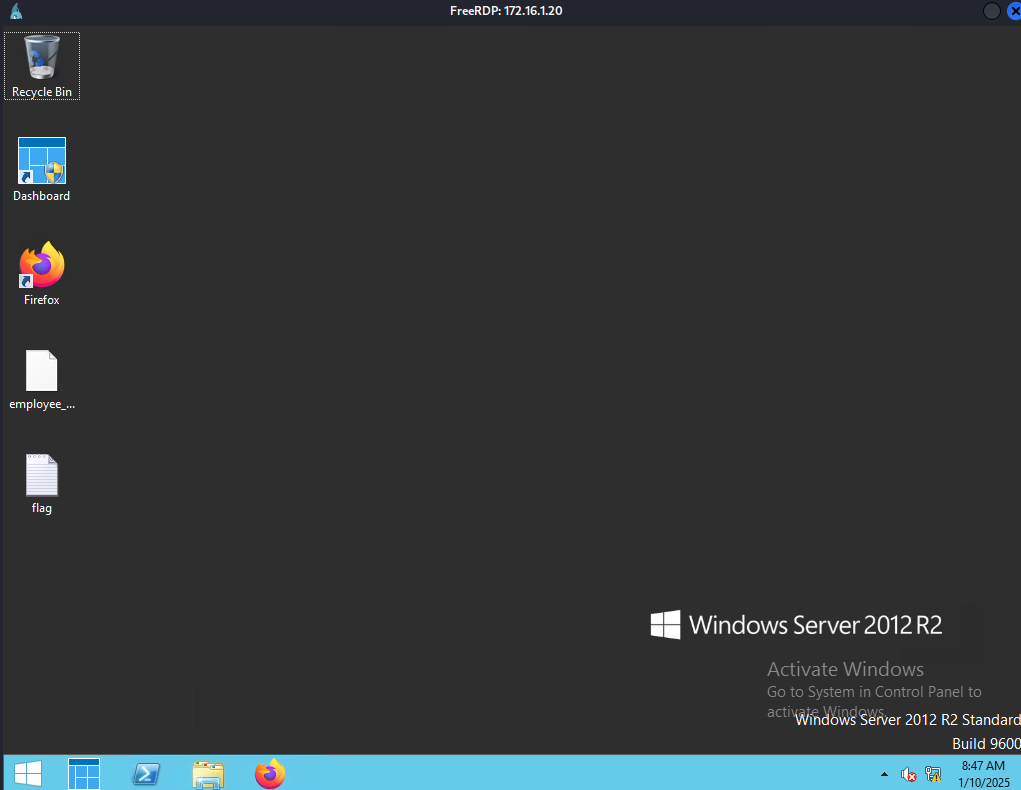 FreeRDP: 172.16.1.20
Recycle Bin
Dashboard
Firefox
employee_...
flag
Windows Server 2012 R2
Activate Windows
Go to System in Control Panel to
activate Windows.
Windows Server 2012 R2 Standard
Build 9600
8:47 AM
1/10/2025